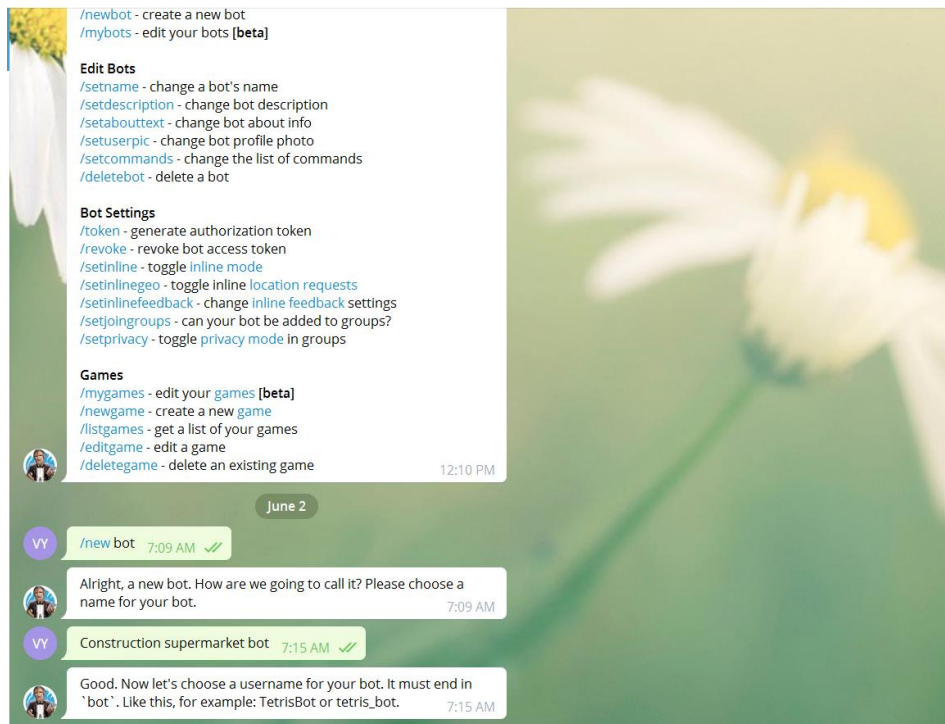 /newbot - create a new bot
/mybots - edit your bots [beta]
Edit Bots
/setname - change a bot's name
/setdescription - change bot description
/setabouttext - change bot about info
/setuserpic - change bot profile photo
/setcommands - change the list of commands
/deletebot - delete a bot
Bot Settings
/token - generate authorization token
/revoke - revoke bot access token
/setinline - toggle inline mode
/setinlinegeo - toggle inline location requests
/setinlinefeedback - change inline feedback settings
/setjoingroups - can your bot be added to groups?
/setprivacy - toggle privacy mode in groups
Games
/mygames - edit your games [beta]
/newgame - create a new game
/listgames - get a list of your games
/editgame - edit a game
/deletegame - delete an existing game
12:10 PM
June 2
VY
/new bot 7:09 AM
Alright, a new bot. How are we going to call it? Please choose a
name for your bot.
7:09 AM
VY
Construction supermarket bot 7:15 AM
Good. Now let's choose a username for your bot. It must end in
`bot`. Like this, for example: TetrisBot or tetris_bot.
7:15 AM